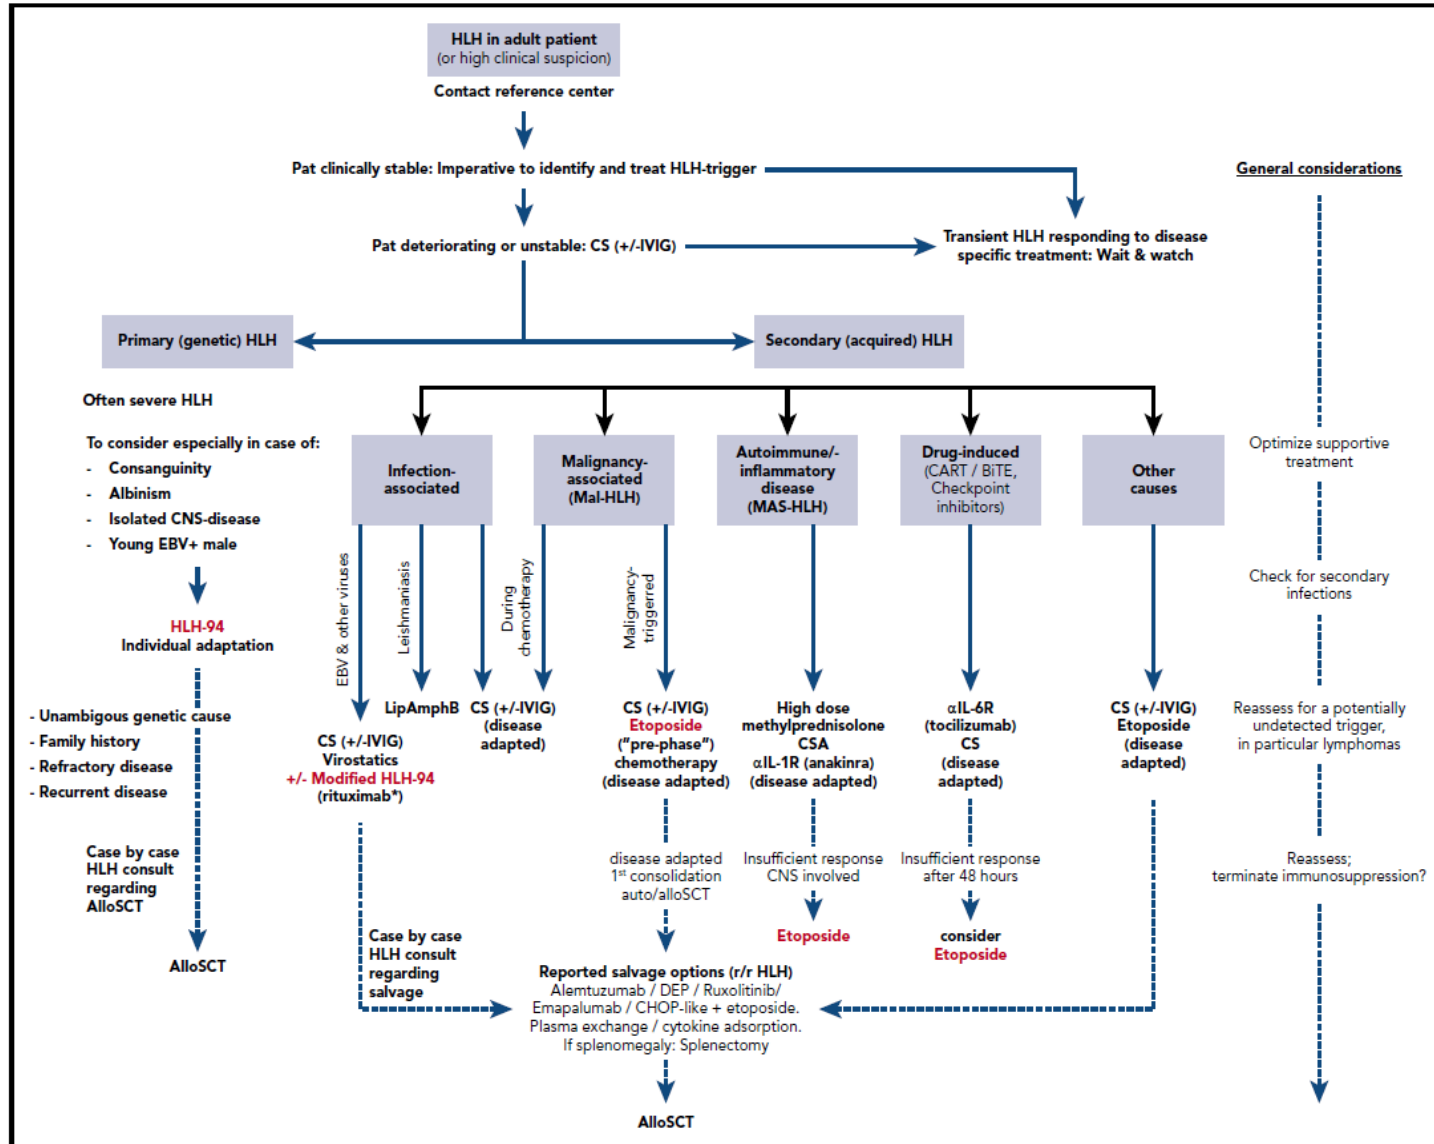 HLH in adult patient
(or high clinical suspicion)
Contact reference center
Pat clinically stable: Imperative to identify and treat HLH-trigger
General considerations
Pat deteriorating or unstable: CS (+/-IVIG)
Transient HLH responding to disease
specific treatment: Wait & watch
Primary (genetic) HLH
Secondary (acquired) HLH
Often severe HLH
To consider especially in case of:
- Consanguinity
- Albinism
- Isolated CNS-disease
- Young EBV+ male
HLH-94
Individual adaptation
- Unambigous genetic cause
- Family history
- Refractory disease
- Recurrent disease
Case by case
HLH consult
regarding
AlloSCT
AlloSCT
Infection-
associated
Malignancy-
associated
(Mal-HLH)
Autoimmune/-
inflammatory
disease
(MAS-HLH)
Drug-induced
(CART / BiTE,
Checkpoint
inhibitors)
Other
causes
EBV & other viruses
Leishmaniasis
During
chemotherapy
Malignancy-
triggerred
CS (+/-IVIG)
Virostatics
+/- Modified HLH-94
(rituximab*)
LipAmphB
CS (+/-IVIG)
(disease
adapted)
CS (+/-IVIG)
Etoposide
("pre-phase")
chemotherapy
(disease adapted)
High dose
methylprednisolone
CSA
αIL-1R (anakinra)
(disease adapted)
αIL-6R
(tocilizumab)
CS
(disease
adapted)
CS (+/-IVIG)
Etoposide
(disease
adapted)
disease adapted
1st consolidation
auto/alloSCT
Insufficient response
CNS involved
Insufficient response
after 48 hours
Etoposide
consider
Etoposide
Case by case
HLH consult
regarding
salvage
Reported salvage options (r/r HLH)
Alemtuzumab / DEP / Ruxolitinib/
Emapalumab / CHOP-like + etoposide.
Plasma exchange / cytokine adsorption.
If splenomegaly: Splenectomy
AlloSCT
Optimize supportive
treatment
Check for secondary
infections
Reassess for a potentially
undetected trigger,
in particular lymphomas
Reassess;
terminate immunosuppression?